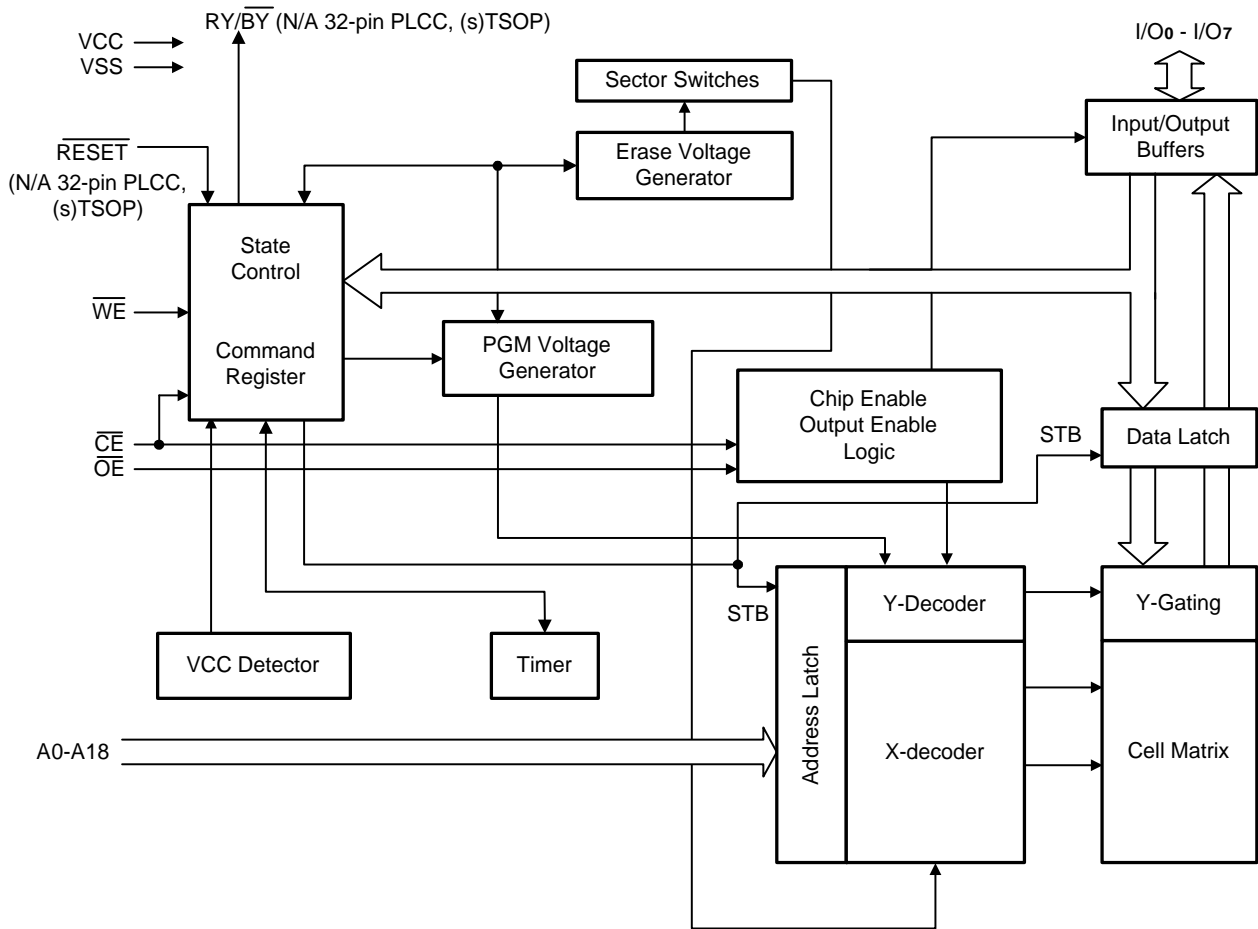 RY/BY (N/A 32-pin PLCC, (s)TSOP)
VCC
VSS
I/O0 - I/O7
Sector Switches
Input/Output
Buffers
RESET
(N/A 32-pin PLCC,
(s)TSOP)
Erase Voltage
Generator
State
Control
WE
Command
Register
PGM Voltage
Generator
Chip Enable
Output Enable
Logic
CE
OE
STB
Data Latch
STB
Y-Decoder
Y-Gating
VCC Detector
Timer
Address Latch
A0-A18
X-decoder
Cell Matrix